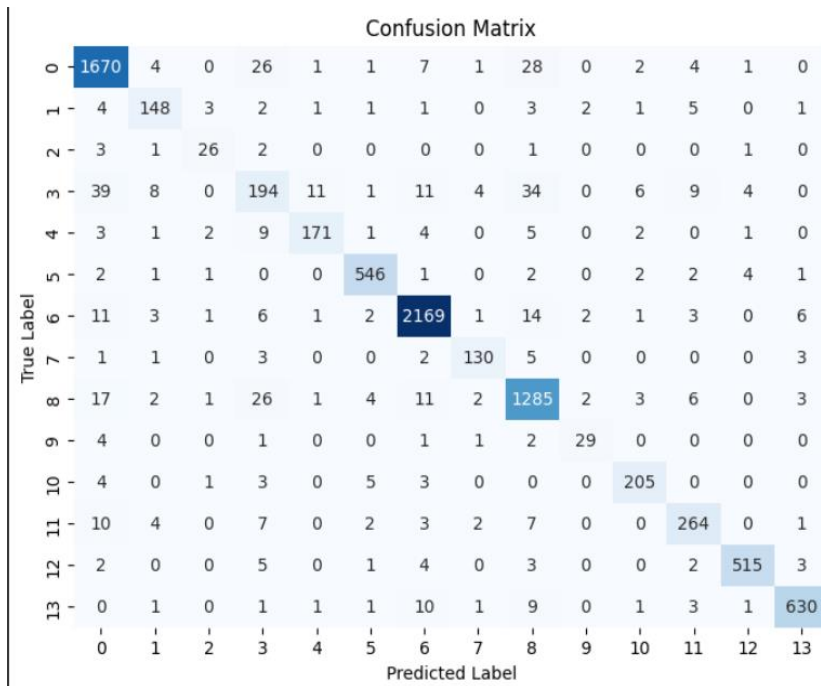 Confusion Matrix
0 1670 4 0 26 1 1 7 1 28 0 2 4 1 0
1 4 148 3 2 1 1 1 0 3 2 1 5 0 1
2 3 1 26 2 0 0 0 0 1 0 0 0 1 0
3 39 8 0 194 11 1 11 4 34 0 6 9 4 0
4 3 1 2 9 171 1 4 0 5 0 2 0 1 0
5 2 1 1 0 0 546 1 0 2 0 2 2 4 1
6 11 3 1 6 1 2 2169 1 14 2 1 3 0 6
7 1 1 0 3 0 0 2 130 5 0 0 0 0 3
8 17 2 1 26 1 4 11 2 1285 2 3 6 0 3
9 4 0 0 1 0 0 1 1 2 29 0 0 0 0
10 4 0 1 3 0 5 3 0 0 0 205 0 0 0
11 10 4 0 7 0 2 3 2 7 0 0 264 0 1
12 2 0 0 5 0 1 4 0 3 0 0 2 515 3
13 0 1 0 1 1 1 10 1 9 0 1 3 1 630
0 1 2 3 4 5 6 7 8 9 10 11 12 13
True Label
Predicted Label